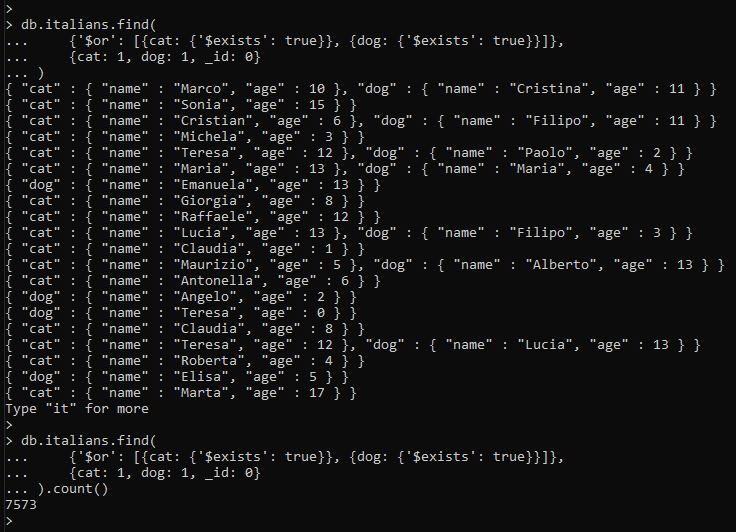 >
> db.italians.find(
...     {'$or': [{cat: {'$exists': true}}, {dog: {'$exists': true}}]},
...     {cat: 1, dog: 1, _id: 0}
... )
{ "cat" : { "name" : "Marco", "age" : 10 }, "dog" : { "name" : "Cristina", "age" : 11 } }
{ "cat" : { "name" : "Sonia", "age" : 15 } }
{ "cat" : { "name" : "Cristian", "age" : 6 }, "dog" : { "name" : "Filipo", "age" : 11 } }
{ "cat" : { "name" : "Michela", "age" : 3 } }
{ "cat" : { "name" : "Teresa", "age" : 12 }, "dog" : { "name" : "Paolo", "age" : 2 } }
{ "cat" : { "name" : "Maria", "age" : 13 }, "dog" : { "name" : "Maria", "age" : 4 } }
{ "dog" : { "name" : "Emanuela", "age" : 13 } }
{ "cat" : { "name" : "Giorgia", "age" : 8 } }
{ "cat" : { "name" : "Raffaele", "age" : 12 } }
{ "cat" : { "name" : "Lucia", "age" : 13 }, "dog" : { "name" : "Filipo", "age" : 3 } }
{ "cat" : { "name" : "Claudia", "age" : 1 } }
{ "cat" : { "name" : "Maurizio", "age" : 5 }, "dog" : { "name" : "Alberto", "age" : 13 } }
{ "cat" : { "name" : "Antonella", "age" : 6 } }
{ "dog" : { "name" : "Angelo", "age" : 2 } }
{ "dog" : { "name" : "Teresa", "age" : 0 } }
{ "cat" : { "name" : "Claudia", "age" : 8 } }
{ "cat" : { "name" : "Teresa", "age" : 12 }, "dog" : { "name" : "Lucia", "age" : 13 } }
{ "cat" : { "name" : "Roberta", "age" : 4 } }
{ "dog" : { "name" : "Elisa", "age" : 5 } }
{ "cat" : { "name" : "Marta", "age" : 17 } }
Type "it" for more
>
> db.italians.find(
...     {'$or': [{cat: {'$exists': true}}, {dog: {'$exists': true}}]},
...     {cat: 1, dog: 1, _id: 0}
... ).count()
7573
>